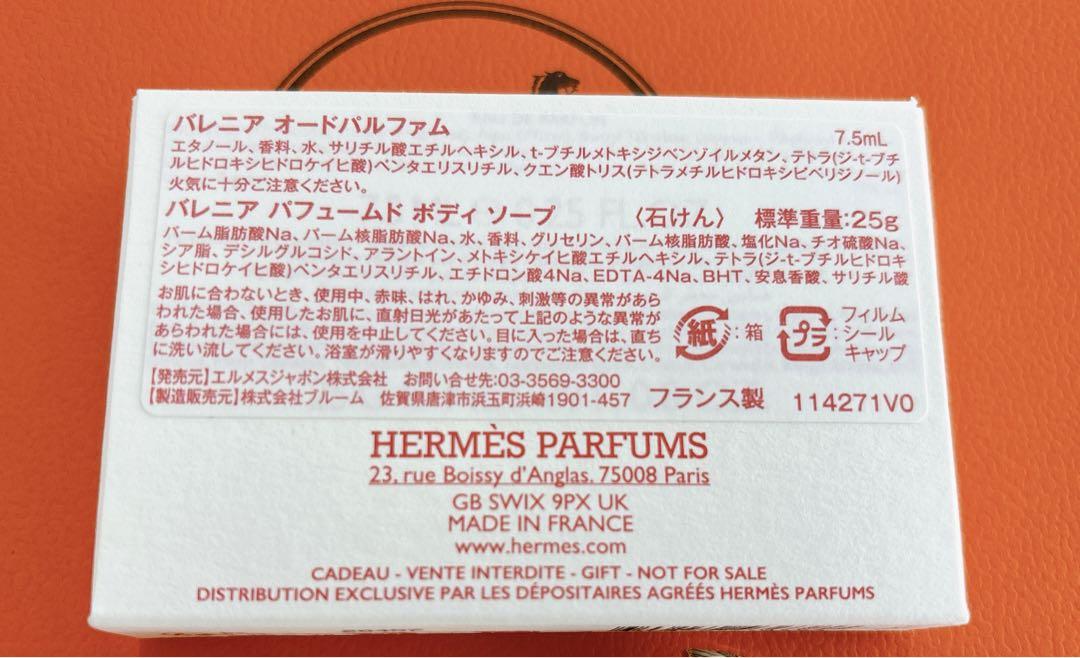 バレニア オードパルファム 7.5mL
エタノール、香料、水、サリチル酸エチルヘキシル、t-ブチルメトキシジベンゾイルメタン、テトラ(ジ-t-ブチ
ルヒドロキシヒドロケイヒ酸)ペンタエリスリチル、クエン酸トリス(テトラメチルヒドロキシピペリジノール)
火気に十分ご注意ください。
バレニア パフュームド ボディ ソープ 〈石けん〉 標準重量:25g
パーム脂肪酸Na、パーム核脂肪酸Na、水、香料、グリセリン、パーム核脂肪酸、塩化Na、チオ硫酸Na、
シア脂、デシルグルコシド、アラントイン、メトキシケイヒ酸エチルヘキシル、テトラ(ジ-t-ブチルヒドロキ
シヒドロケイヒ酸)ペンタエリスリチル、エチドロン酸4Na、EDTA-4Na、BHT、安息香酸、サリチル酸
お肌に合わないとき、使用中、赤味、はれ、かゆみ、刺激等の異常があら
われた場合、使用したお肌に、直射日光があたって上記のような異常が
あらわれた場合には、使用を中止してください。目に入った場合は、直ち
に洗い流してください。浴室が滑りやすくなりますのでご注意ください。
紙 :箱
プラ :フィルム
シール
キャップ
【発売元】エルメスジャポン株式会社 お問い合せ先:03-3569-3300
【製造販売元】株式会社ブルーム 佐賀県唐津市浜玉町浜崎1901-457 フランス製 114271V0
HERMÈS PARFUMS
23, rue Boissy d'Anglas, 75008 Paris
GB SWIX 9PX UK
MADE IN FRANCE
www.hermes.com
CADEAU - VENTE INTERDITE - GIFT - NOT FOR SALE
DISTRIBUTION EXCLUSIVE PAR LES DÉPOSITAIRES AGRÉÉS HERMÈS PARFUMS